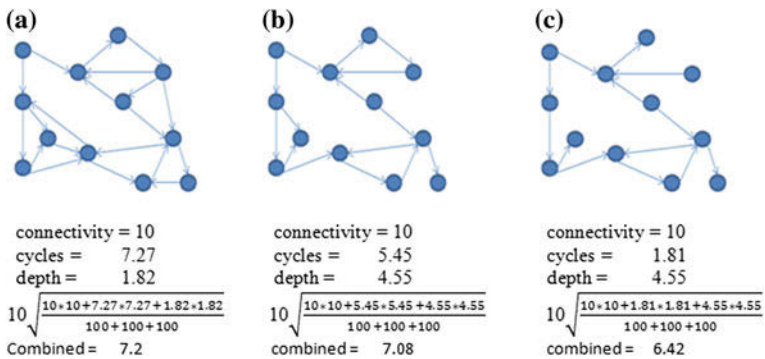 (a) (b) (c)
connectivity = 10 connectivity = 10 connectivity = 10
cycles = 7.27 cycles = 5.45 cycles = 1.81
depth = 1.82 depth = 4.55 depth = 4.55
10√((10*10+7.27*7.27+1.82*1.82)/(100+100+100)) 10√((10*10+5.45*5.45+4.55*4.55)/(100+100+100)) 10√((10*10+1.81*1.81+4.55*4.55)/(100+100+100))
Combined = 7.2 Combined = 7.08 Combined = 6.42